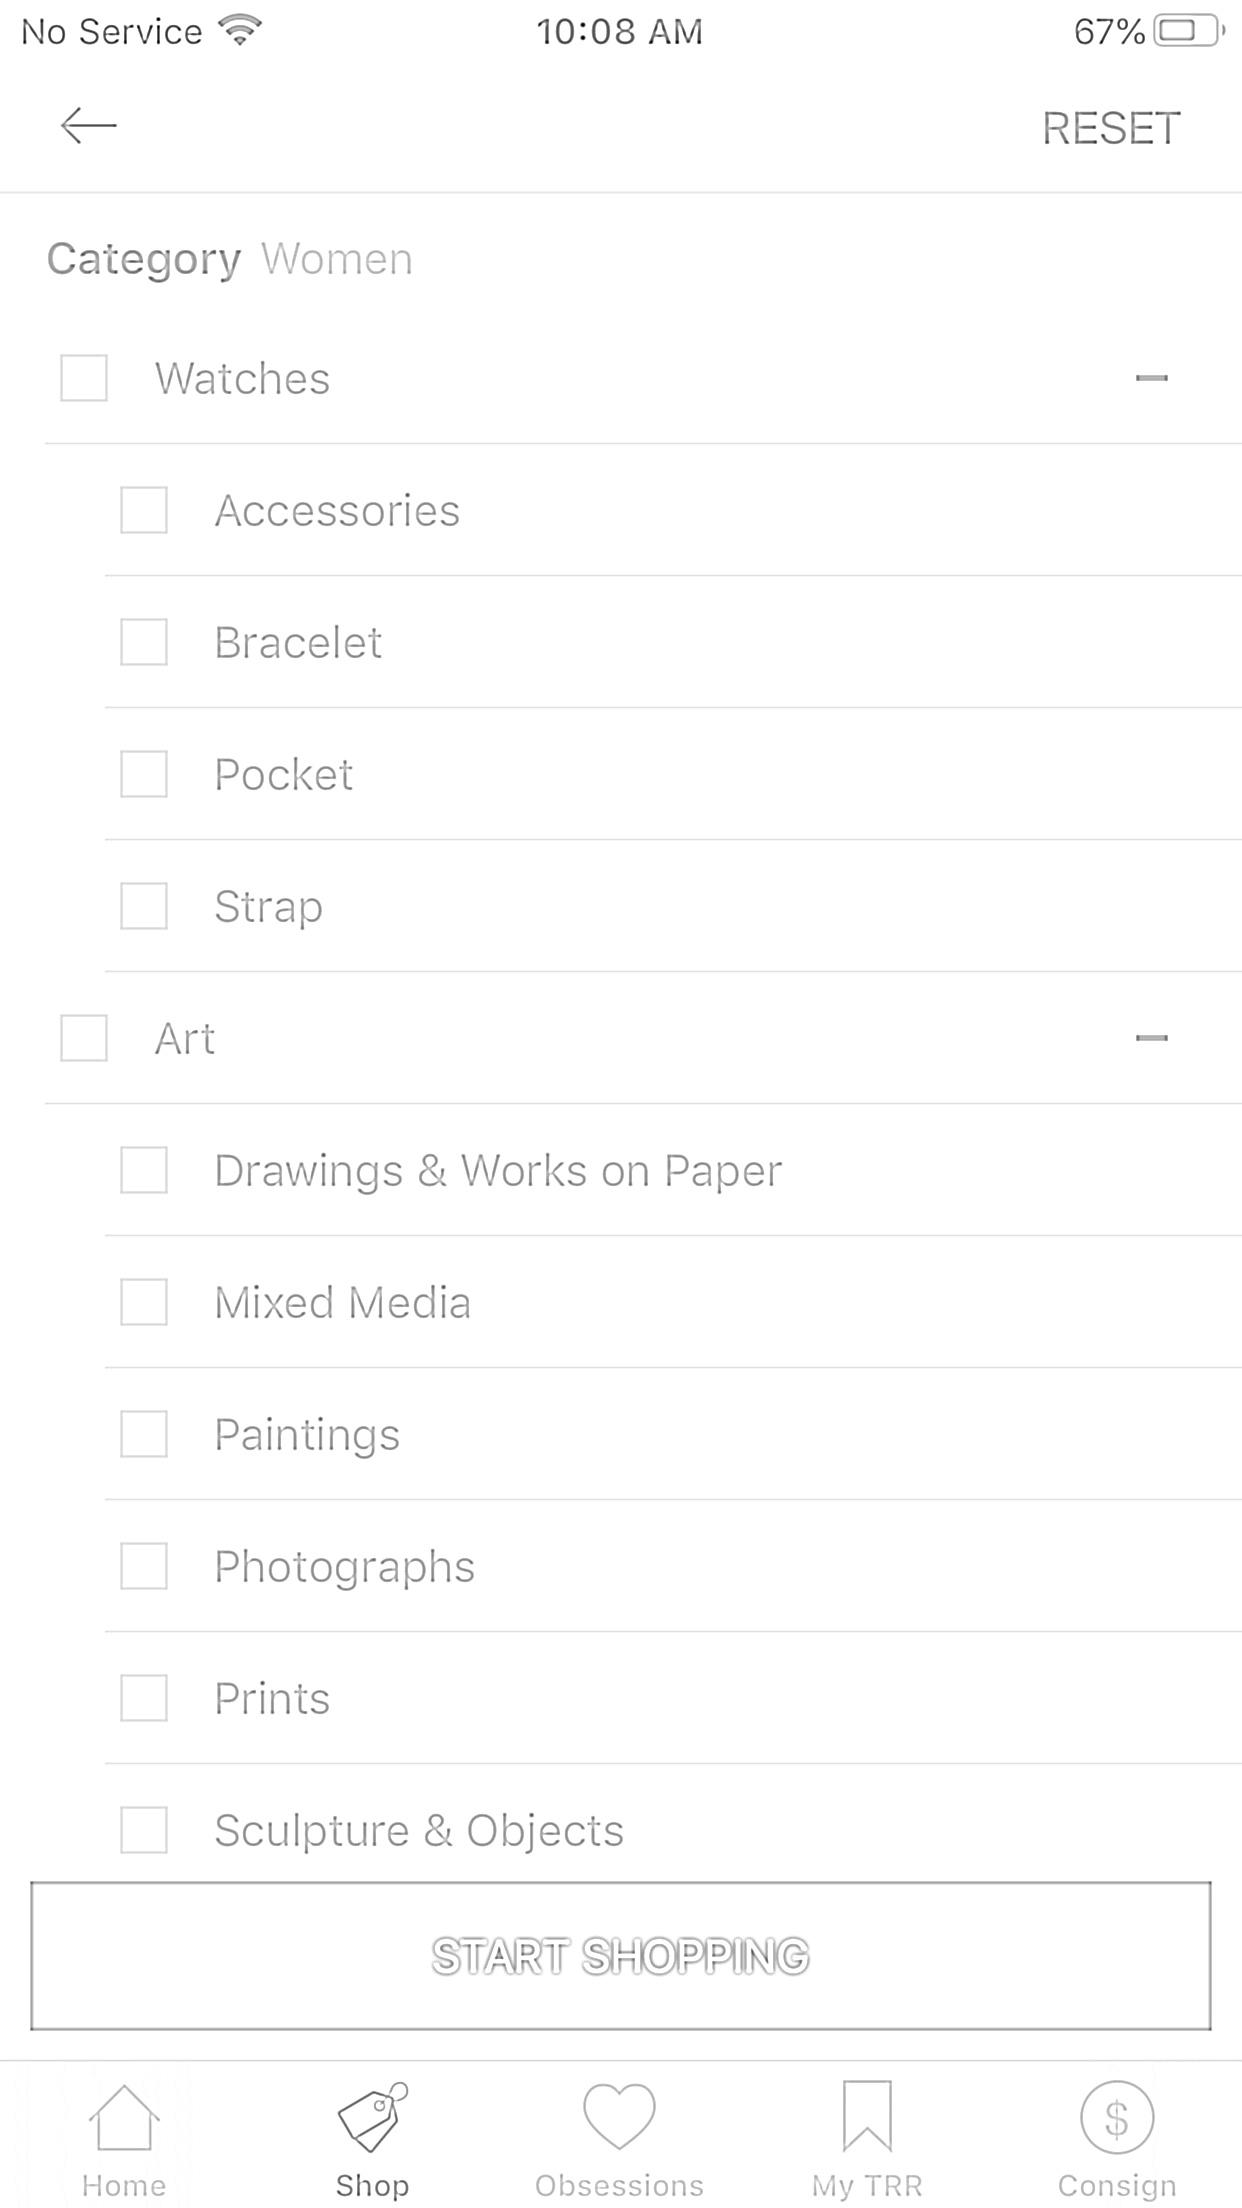 No Service 10:08 AM 67%
RESET
Category Women
Watches
Accessories
Bracelet
Pocket
Strap
Art
Drawings & Works on Paper
Mixed Media
Paintings
Photographs
Prints
Sculpture & Objects
START SHOPPING
Home Shop Obsessions My TRR Consign